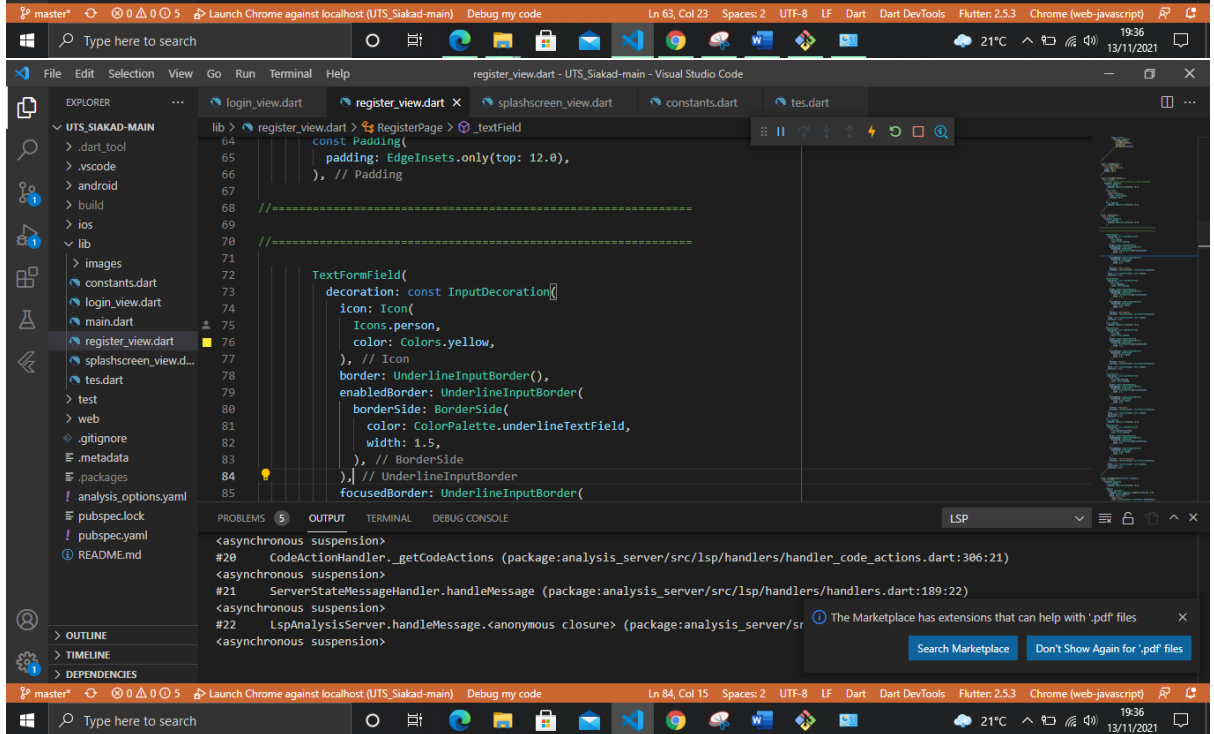 master* 0 0 5 Launch Chrome against localhost (UTS_Siakad-main) Debug my code Ln 63, Col 23 Spaces: 2 UTF-8 LF Dart Dart DevTools Flutter: 2.5.3 Chrome (web-javascript)
Type here to search 21°C 19:36
13/11/2021
File Edit Selection View Go Run Terminal Help register_view.dart - UTS_Siakad-main - Visual Studio Code
EXPLORER ... login_view.dart register_view.dart splashscreen_view.dart constants.dart tes.dart
UTS_SIAKAD-MAIN lib > register_view.dart > RegisterPage > _textField
> .dart_tool 64 const Padding(
65 padding: EdgeInsets.only(top: 12.0),
> .vscode 66 ), // Padding
> android 67
> build 68 //==============================================================
> ios 69
lib 70 //==============================================================
> images 71
72 TextFormField(
constants.dart 73 decoration: const InputDecoration(
login_view.dart 74 icon: Icon(
main.dart 75 Icons.person,
register_view.dart 76 color: Colors.yellow,
splashscreen_view.d... 77 ), // Icon
78 border: UnderlineInputBorder(),
tes.dart 79 enabledBorder: UnderlineInputBorder(
> test 80 borderSide: BorderSide(
> web 81 color: ColorPalette.underlineTextField,
.gitignore 82 width: 1.5,
.metadata 83 ), // BorderSide
.packages 84 ), // UnderlineInputBorder
analysis_options.yaml 85 focusedBorder: UnderlineInputBorder(
pubspec.lock PROBLEMS 5 OUTPUT TERMINAL DEBUG CONSOLE LSP
pubspec.yaml <asynchronous suspension>
README.md #20 CodeActionHandler._getCodeActions (package:analysis_server/src/lsp/handlers/handler_code_actions.dart:306:21)
<asynchronous suspension>
#21 ServerStateMessageHandler.handleMessage (package:analysis_server/src/lsp/handlers/handlers.dart:189:22)
<asynchronous suspension>
#22 LspAnalysisServer.handleMessage.<anonymous closure> (package:analysis_server/sr
<asynchronous suspension>
The Marketplace has extensions that can help with '.pdf' files
Search Marketplace Don't Show Again for '.pdf' files
> OUTLINE
> TIMELINE
> DEPENDENCIES
master* 0 0 5 Launch Chrome against localhost (UTS_Siakad-main) Debug my code Ln 84, Col 15 Spaces: 2 UTF-8 LF Dart Dart DevTools Flutter: 2.5.3 Chrome (web-javascript)
Type here to search 21°C 19:36
13/11/2021